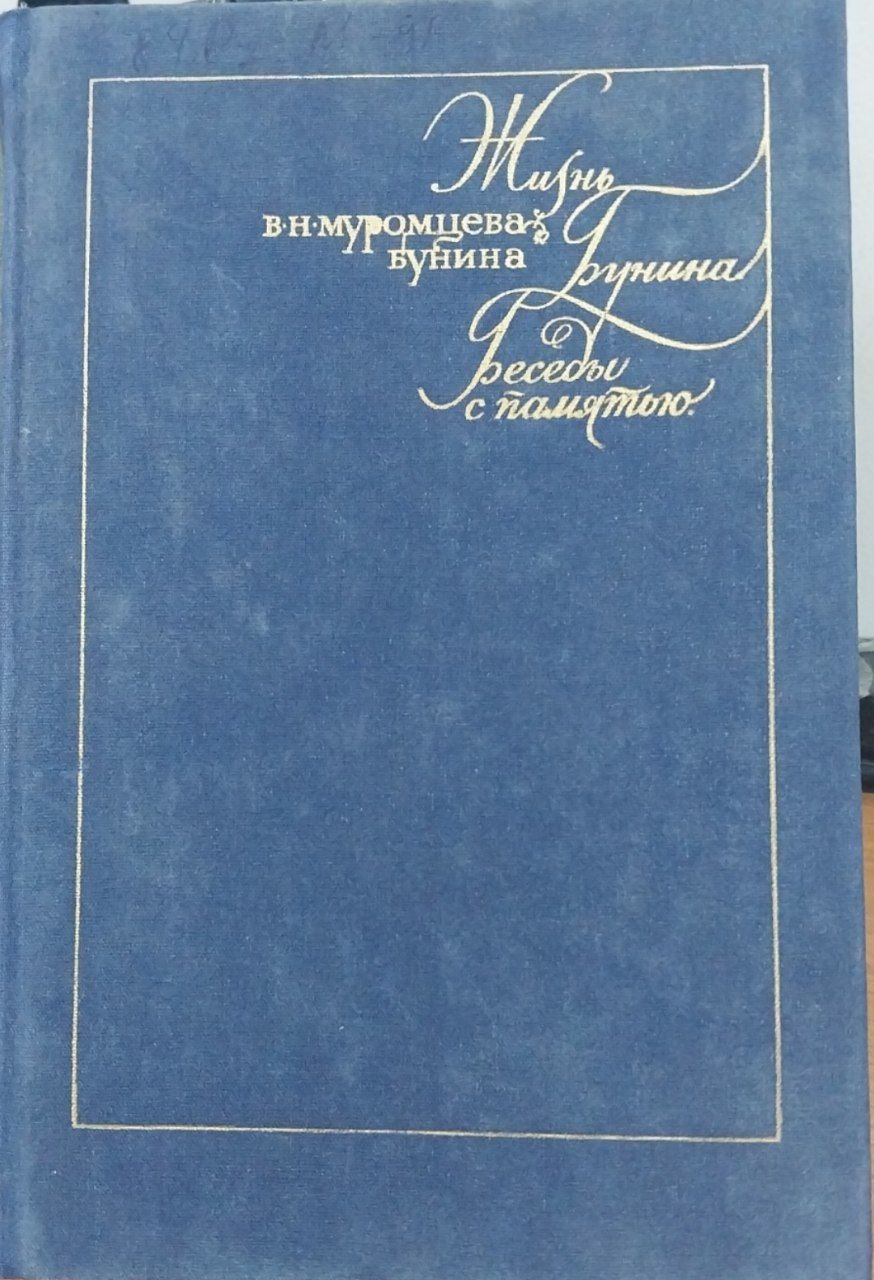 Жизнь
В·Н·Муромцева-
Бунина
Бунина
Беседы
с памятью.